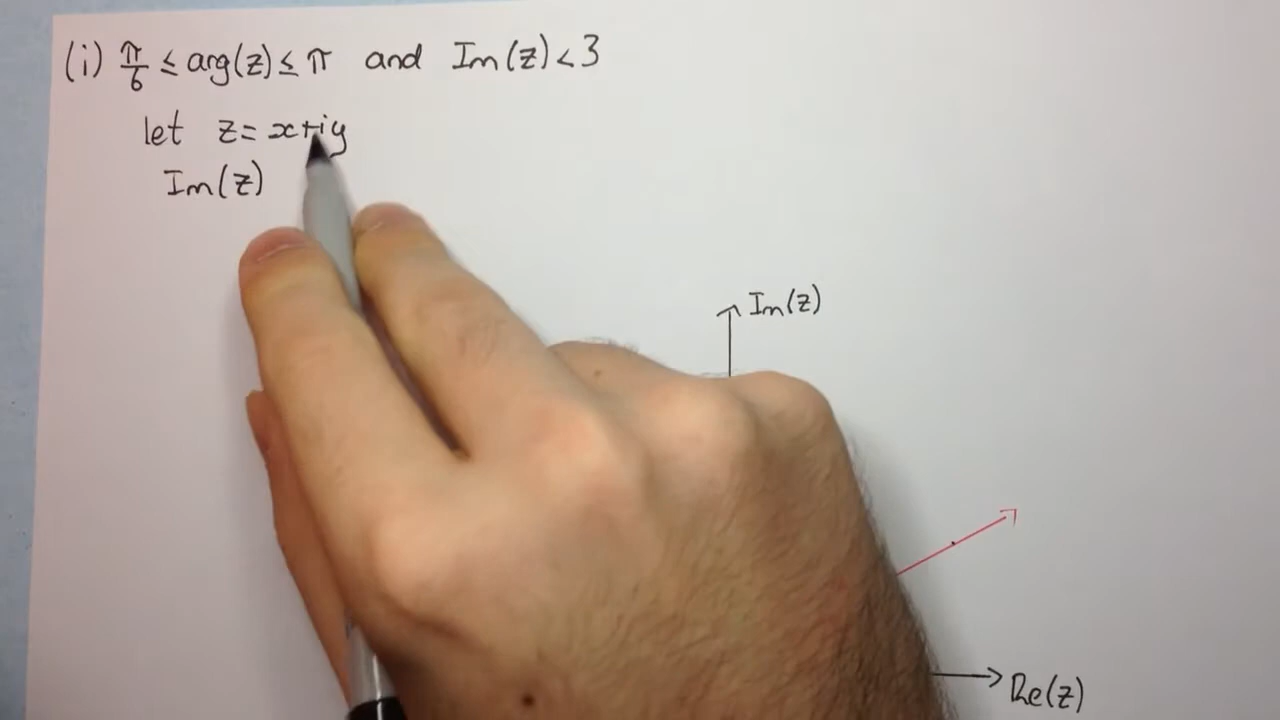 (i) π/6 ≤ arg(z) ≤ π and Im(z) < 3
let z = x+iy
Im(z)
Im(z)
Re(z)